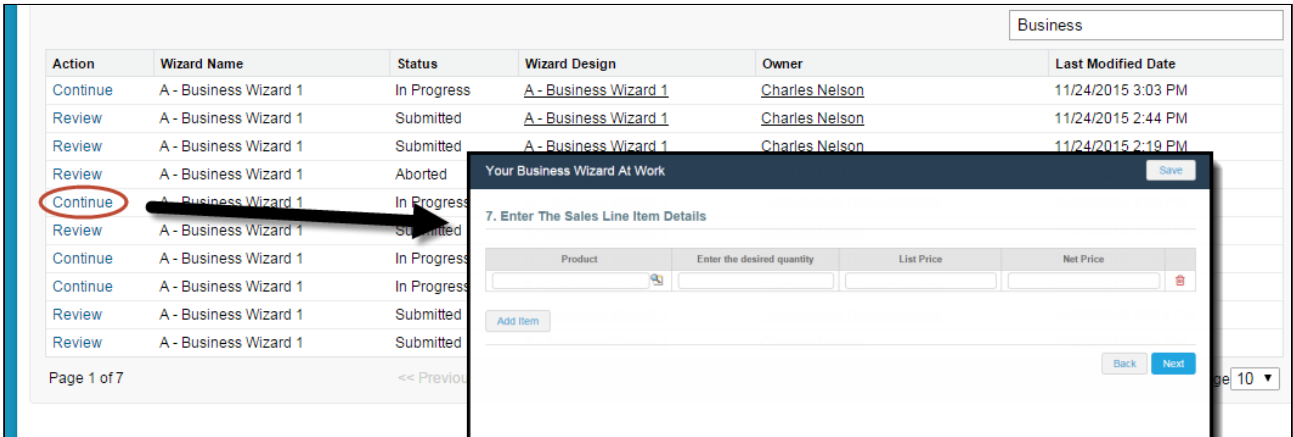 Business
Action Wizard Name Status Wizard Design Owner Last Modified Date
Continue A - Business Wizard 1 In Progress A - Business Wizard 1 Charles Nelson 11/24/2015 3:03 PM
Review A - Business Wizard 1 Submitted A - Business Wizard 1 Charles Nelson 11/24/2015 2:44 PM
Review A - Business Wizard 1 Submitted A - Business Wizard 1 Charles Nelson 11/24/2015 2:19 PM
Review A - Business Wizard 1 Aborted
Continue A - Business Wizard 1 In Progress
Review A - Business Wizard 1 Submitted
Continue A - Business Wizard 1 In Progress
Continue A - Business Wizard 1 In Progress
Review A - Business Wizard 1 Submitted
Review A - Business Wizard 1 Submitted
Page 1 of 7 << Previou ge 10
Your Business Wizard At Work Save
7. Enter The Sales Line Item Details
Product Enter the desired quantity List Price Net Price
Add Item
Back Next